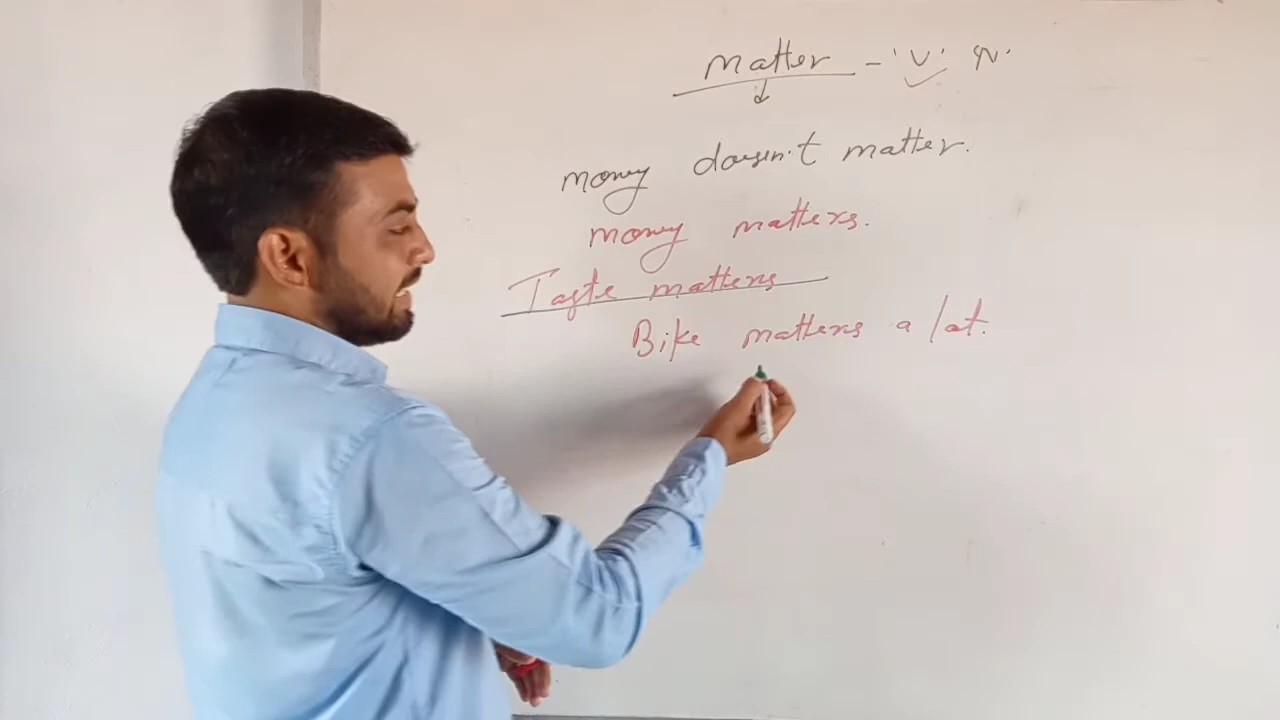 Matter - 'V' N'
money doesn't matter.
money matters.
Taste matters
Bike matters a lot.